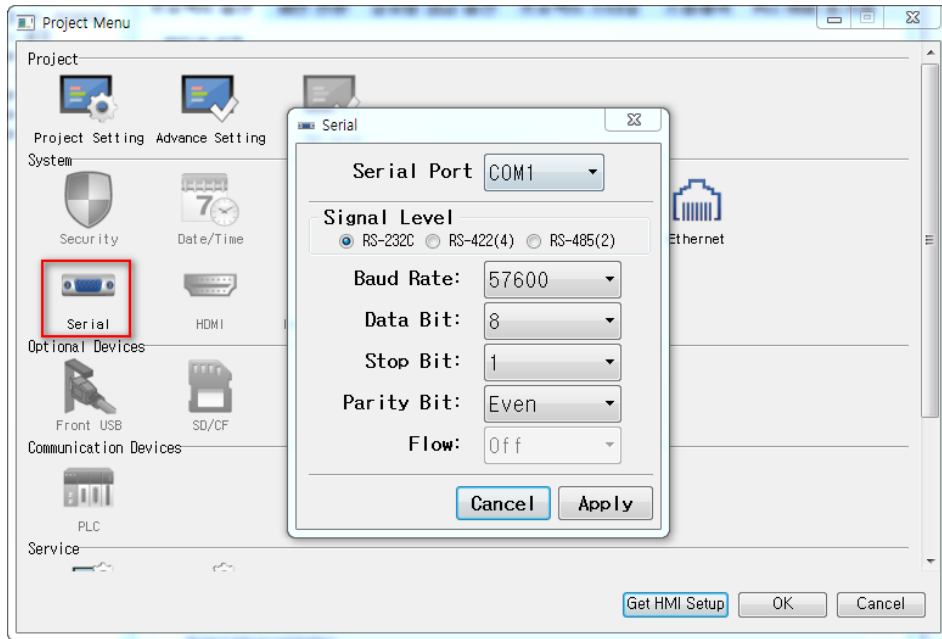 Project Menu
Project
Project Setting Advance Setting
System
Security Date/Time Ethernet
Serial HDMI
Optional Devices
Front USB SD/CF
Communication Devices
PLC
Service
Get HMI Setup OK Cancel
Serial
Serial Port COM1
Signal Level
RS-232C RS-422(4) RS-485(2)
Baud Rate: 57600
Data Bit: 8
Stop Bit: 1
Parity Bit: Even
Flow: Off
Cancel Apply